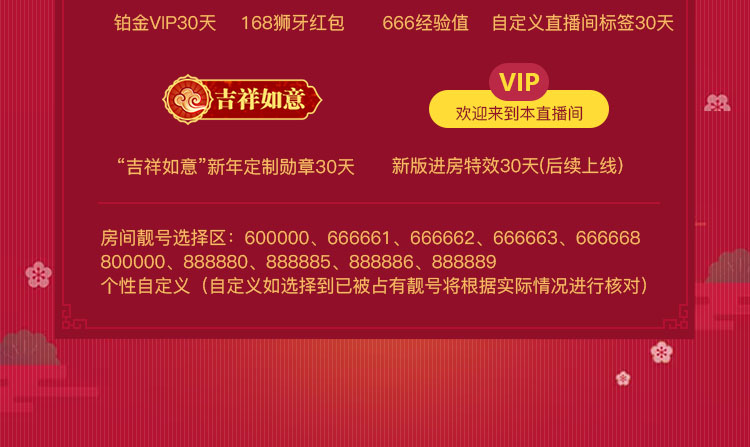 铂金VIP30天 168狮牙红包 666经验值 自定义直播间标签30天
吉祥如意
VIP
欢迎来到本直播间
“吉祥如意”新年定制勋章30天 新版进房特效30天(后续上线)
房间靓号选择区：600000、666661、666662、666663、666668
800000、888880、888885、888886、888889
个性自定义（自定义如选择到已被占有靓号将根据实际情况进行核对）